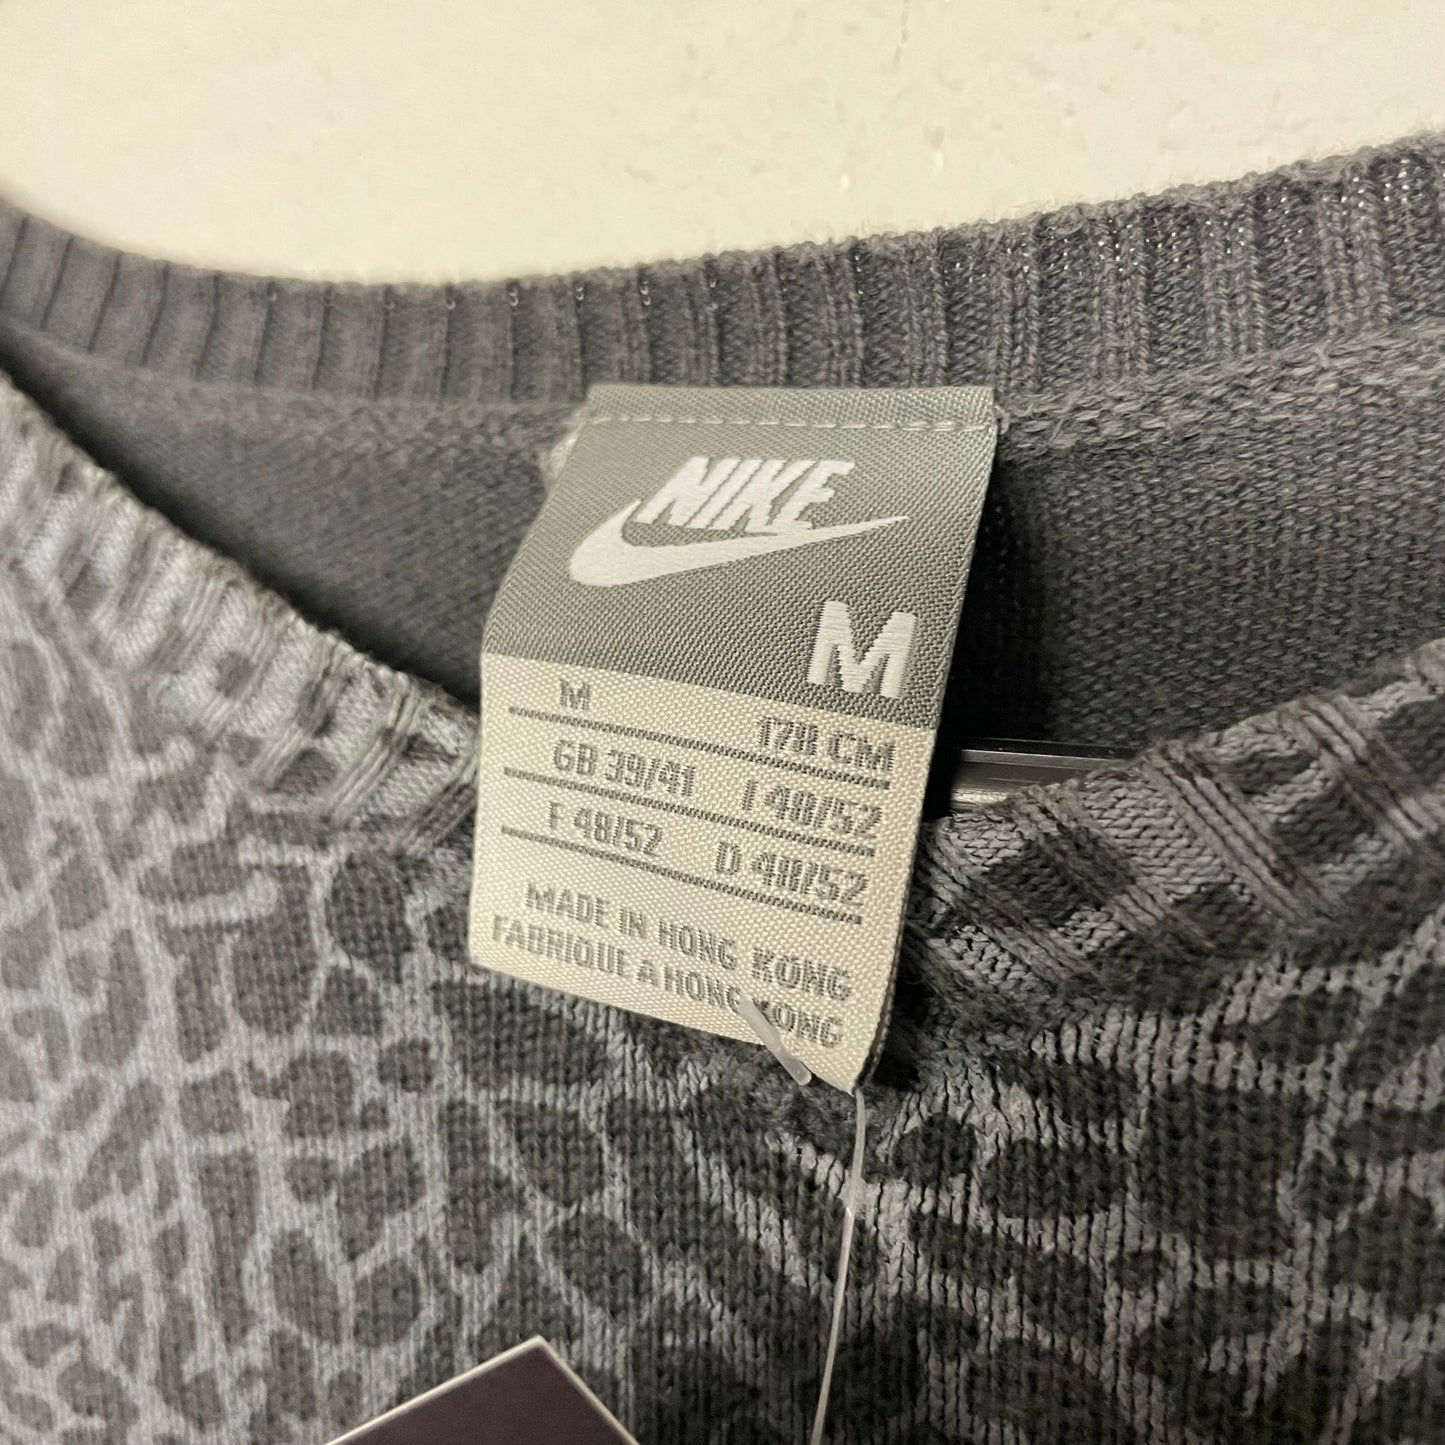 NIKE
M
M 178 CM
GB 39/41 I 48/52
F 48/52 D 48/52
MADE IN HONG KONG
FABRIQUE A HONG KONG